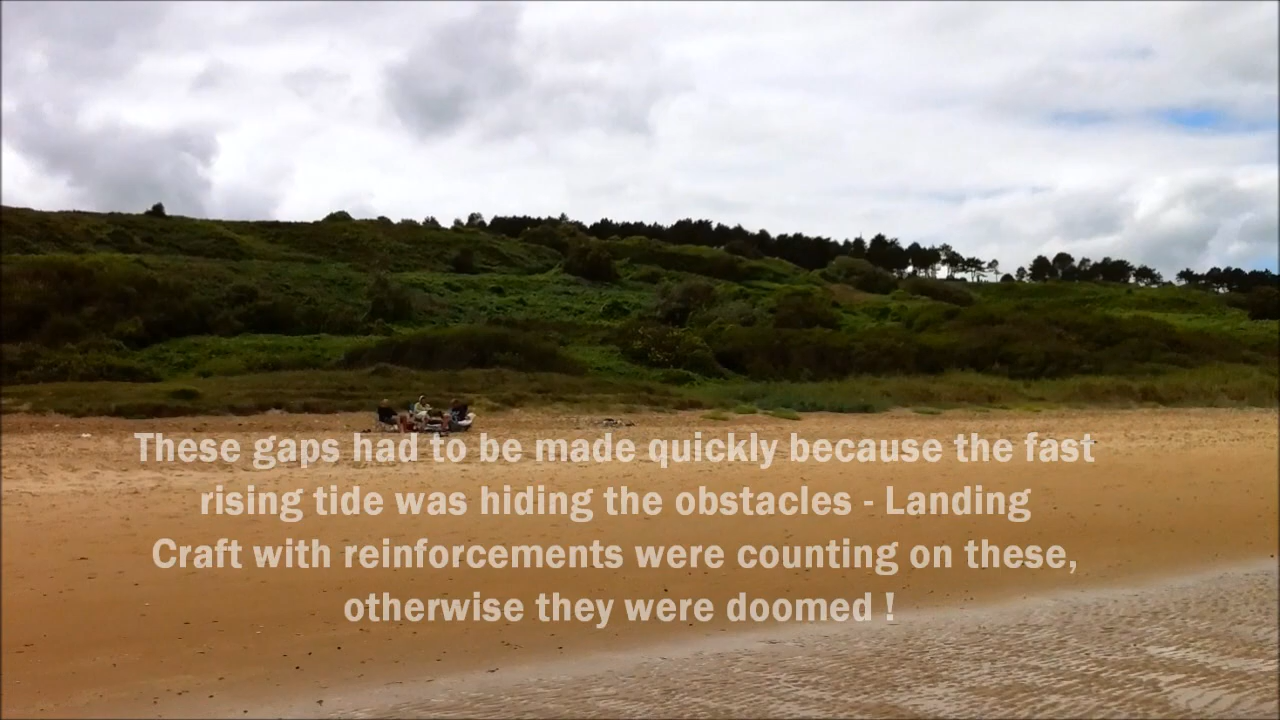 These gaps had to be made quickly because the fast
rising tide was hiding the obstacles - Landing
Craft with reinforcements were counting on these,
otherwise they were doomed !